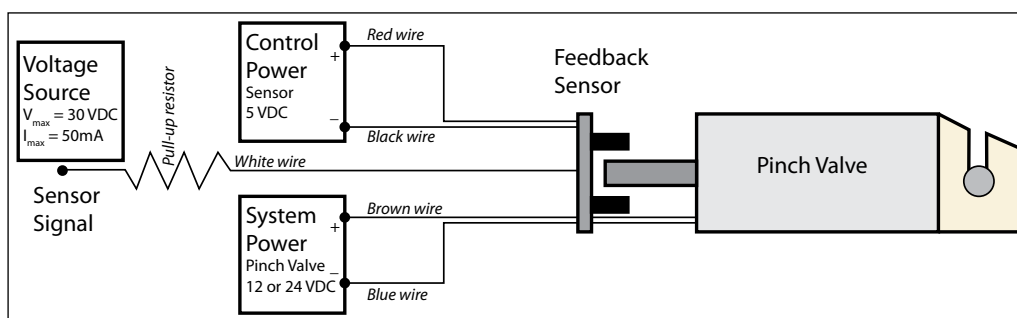 Voltage
Source
Vmax = 30 VDC
Imax = 50mA
Sensor
Signal
Pull-up resistor
Control
Power
Sensor
5 VDC
+
–
Red wire
Black wire
White wire
System
Power
Pinch Valve
12 or 24 VDC
+
–
Brown wire
Blue wire
Feedback
Sensor
Pinch Valve